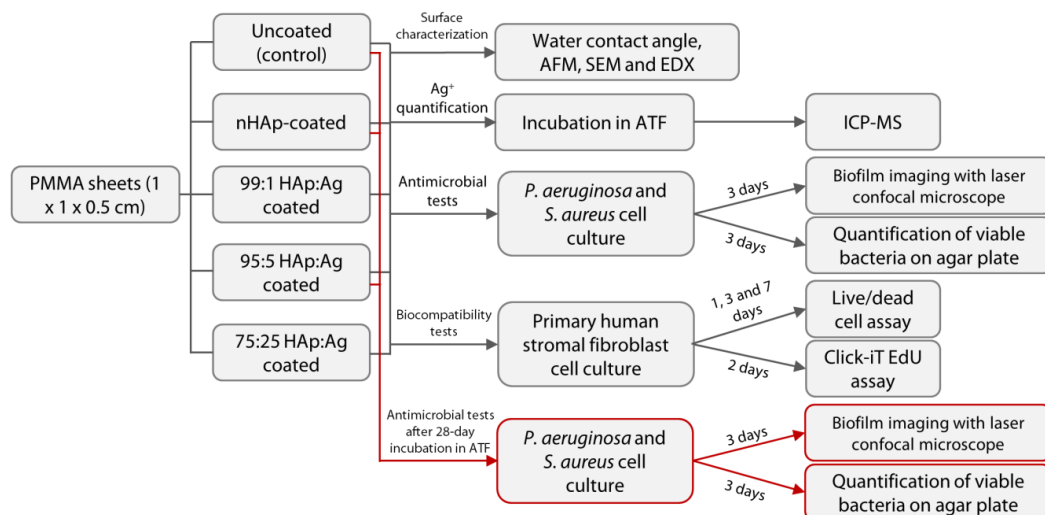 Uncoated
(control)
nHAp-coated
PMMA sheets (1
x 1 x 0.5 cm)
99:1 HAp:Ag
coated
95:5 HAp:Ag
coated
75:25 HAp:Ag
coated
Surface
characterization
Water contact angle,
AFM, SEM and EDX
Ag⁺
quantification
Incubation in ATF
ICP-MS
Antimicrobial
tests
P. aeruginosa and
S. aureus cell
culture
3 days
Biofilm imaging with laser
confocal microscope
3 days
Quantification of viable
bacteria on agar plate
Biocompatibility
tests
Primary human
stromal fibroblast
cell culture
1, 3 and 7
days
Live/dead
cell assay
2 days
Click-iT EdU
assay
Antimicrobial tests
after 28-day
incubation in ATF
P. aeruginosa and
S. aureus cell
culture
3 days
Biofilm imaging with laser
confocal microscope
3 days
Quantification of viable
bacteria on agar plate